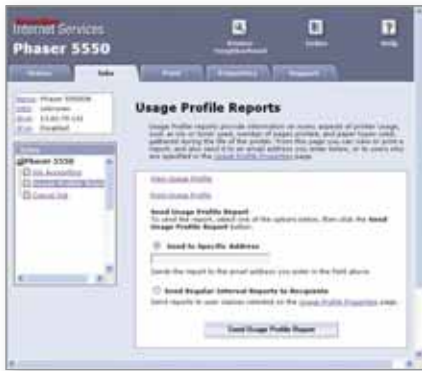 Internet Services
Phaser 5550
Printer Neighborhood
Index
Help
Status
Jobs
Print
Properties
Support
Name: Phaser 5550DN
Phaser 5550
Job Accounting
Usage Profile Reports
Usage Profile Reports
Usage Profile reports provide information on many aspects of printer usage,
such as ink or toner used, number of pages printed, and paper types used,
gathered during the life of the printer. From this page you can view or print a
report, and also send it to an email address you enter below, or to users who
are specified in the Usage Profile Properties page.
View Usage Profile
Print Usage Profile
Send Usage Profile Report
To send the report, select one of the options below, then click the Send
Usage Profile Report button.
Send to Specific Address
Sends the report to the email address you enter in the field above.
Send Regular Interval Reports to Recipients
Send reports to user names selected on the Usage Profile Properties page.
Send Usage Profile Report